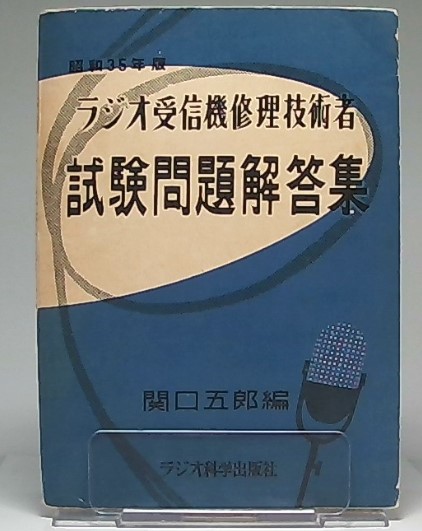 昭和35年版
ラジオ受信機修理技術者
試験問題解答集
関口五郎編
ラジオ科学出版社